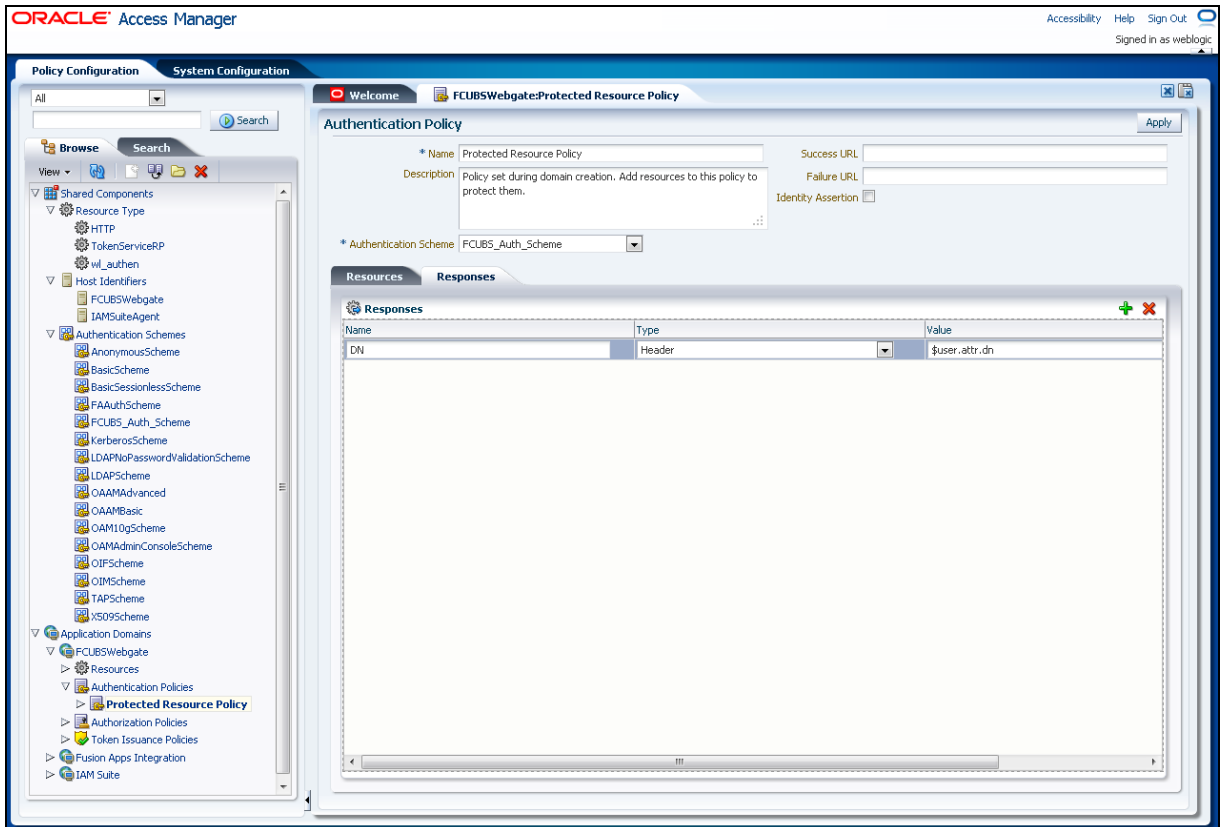 ORACLE Access Manager
Accessibility Help Sign Out
Signed in as weblogic
Policy Configuration System Configuration
All
Search
Browse Search
View
Shared Components
Resource Type
HTTP
TokenServiceRP
wl_authen
Host Identifiers
FCUBSWebgate
IAMSuiteAgent
Authentication Schemes
AnonymousScheme
BasicScheme
BasicSessionlessScheme
FAAuthScheme
FCUBS_Auth_Scheme
KerberosScheme
LDAPNoPasswordValidationScheme
LDAPScheme
OAAMAdvanced
OAAMBasic
OAM10gScheme
OAMAdminConsoleScheme
OIFScheme
OIMScheme
TAPScheme
X509Scheme
Application Domains
FCUBSWebgate
Resources
Authentication Policies
Protected Resource Policy
Authorization Policies
Token Issuance Policies
Fusion Apps Integration
IAM Suite
Welcome FCUBSWebgate:Protected Resource Policy
Authentication Policy Apply
* Name Protected Resource Policy Success URL
Description Policy set during domain creation. Add resources to this policy to Failure URL
protect them. Identity Assertion
* Authentication Scheme FCUBS_Auth_Scheme
Resources Responses
Responses
Name Type Value
DN Header $user.attr.dn